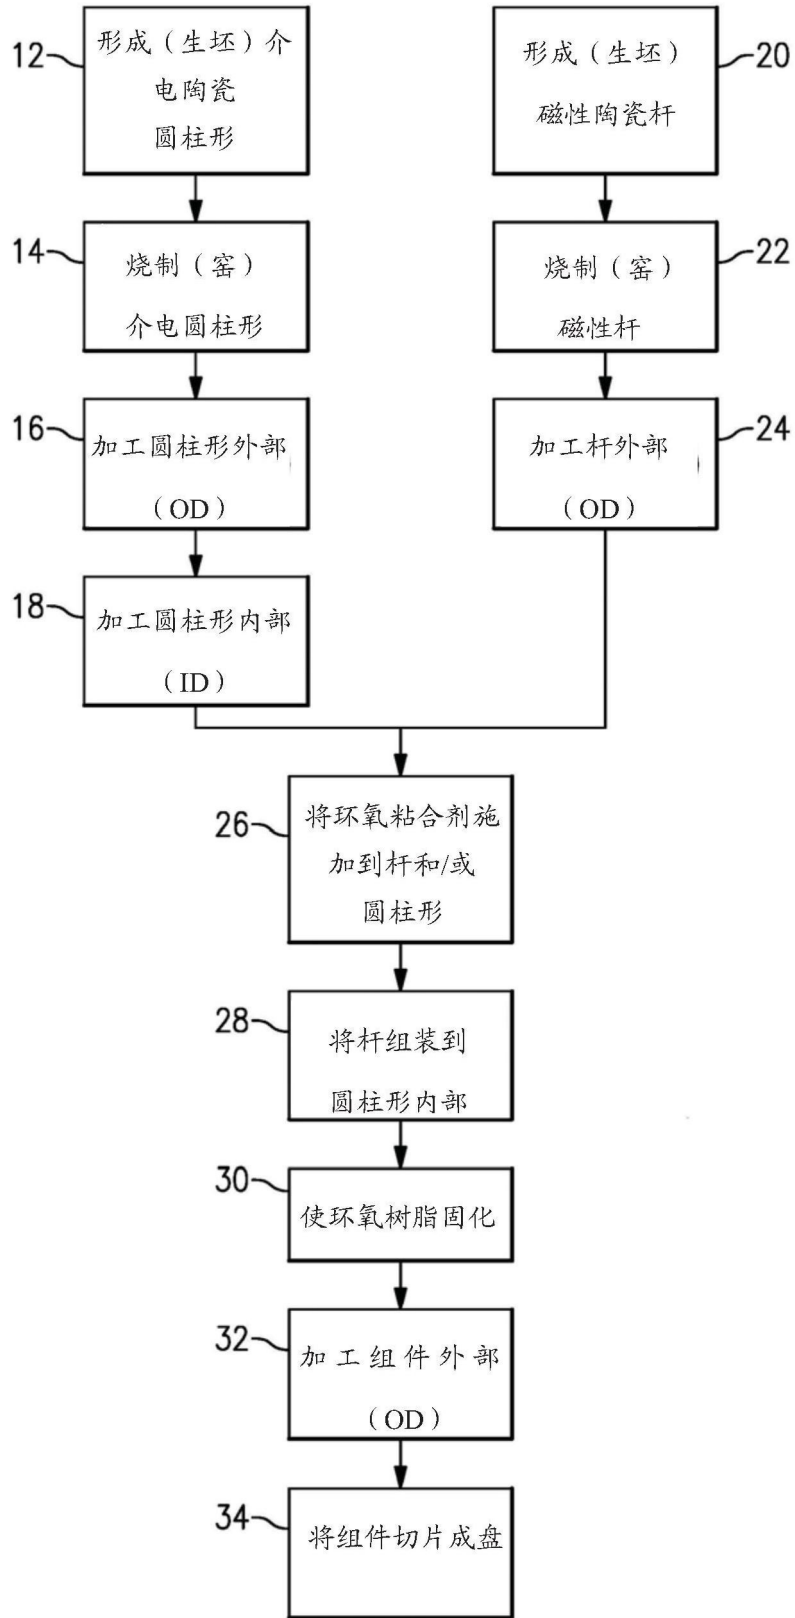 12
形成（生坯）介
电陶瓷
圆柱形
14
烧制（窑）
介电圆柱形
16
加工圆柱形外部
（OD）
18
加工圆柱形内部
（ID）
20
形成（生坯）
磁性陶瓷杆
22
烧制（窑）
磁性杆
24
加工杆外部
（OD）
26
将环氧粘合剂施
加到杆和/或
圆柱形
28
将杆组装到
圆柱形内部
30
使环氧树脂固化
32
加工组件外部
（OD）
34
将组件切片成盘